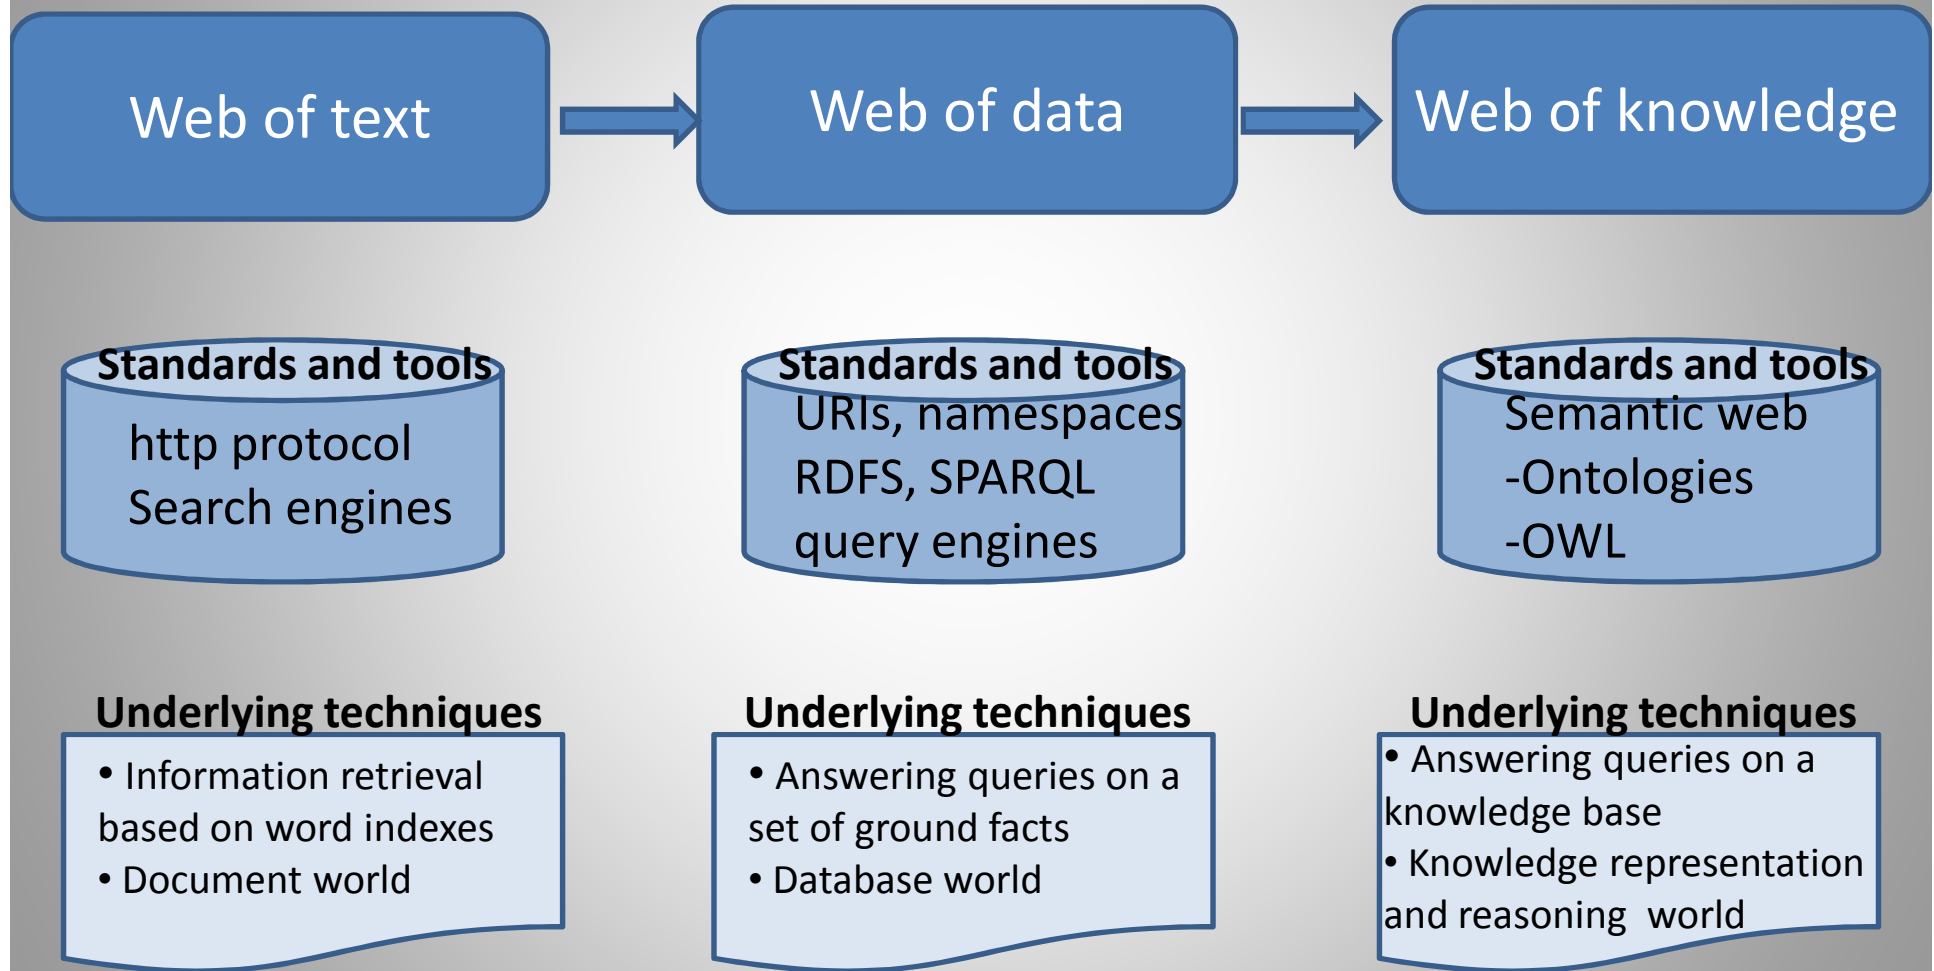 Web of text
Web of data
Web of knowledge
Standards and tools
http protocol
Search engines
Standards and tools
URIs, namespaces
RDFS, SPARQL
query engines
Standards and tools
Semantic web
-Ontologies
-OWL
Underlying techniques
• Information retrieval
based on word indexes
• Document world
Underlying techniques
• Answering queries on a
set of ground facts
• Database world
Underlying techniques
• Answering queries on a
knowledge base
• Knowledge representation
and reasoning  world